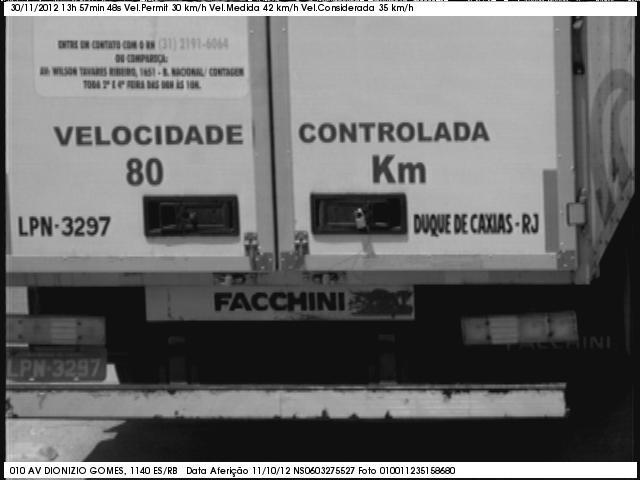 30/11/2012 13h 57min 48s Vel.Permit 30 km/h Vel.Medida 42 km/h Vel.Considerada 35 km/h
ENTRE EM CONTATO COM O RH (31) 2191-6064
OU COMPAREÇA:
AV: WILSON TAVARES RIBEIRO, 1651 - B. NACIONAL/ CONTAGEM
TODA 2ª E 4ª FEIRA DAS 08H ÀS 10H.
VELOCIDADE CONTROLADA
80 Km
LPN-3297 DUQUE DE CAXIAS - RJ
FACCHINI
FACCHINI
LPN-3297
010 AV DIONIZIO GOMES, 1140 ES/RB Data Aferição 11/10/12 NS0603275527 Foto 010011235158680